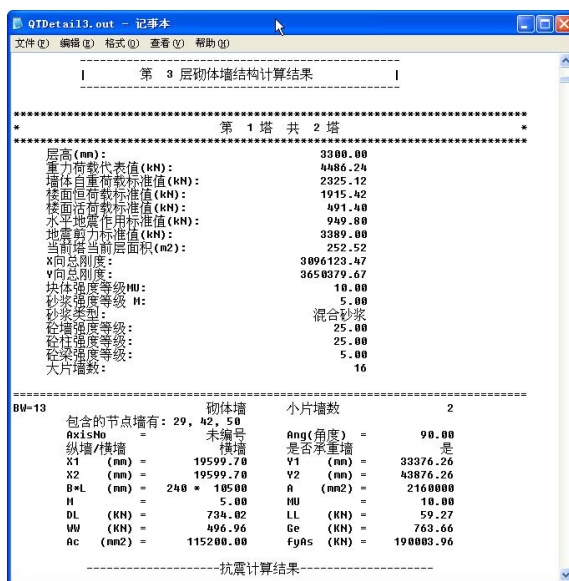 QTDetail3.out - 记事本
文件(F) 编辑(E) 格式(O) 查看(V) 帮助(H)
----------------------------------------
| 第 3 层砌体墙结构计算结果 |
----------------------------------------
******************************************************************
* 第 1 塔 共 2 塔 *
******************************************************************
层高(mm): 3300.00
重力荷载代表值(kN): 4486.24
墙体自重荷载标准值(kN): 2325.12
楼面恒荷载标准值(kN): 1915.42
楼面活荷载标准值(kN): 491.40
水平地震作用标准值(kN): 949.80
地震剪力标准值(kN): 3389.00
当前塔当前层面积(m2): 252.52
X向总刚度: 3096123.47
Y向总刚度: 3650379.67
块体强度等级MU: 10.00
砂浆强度等级 M: 5.00
砂浆类型: 混合砂浆
砼墙强度等级: 25.00
砼柱强度等级: 25.00
砼梁强度等级: 5.00
大片墙数: 16
==================================================================
BW=13 砌体墙 小片墙数 2
包含的节点墙有: 29, 42, 50
AxisNo = 未编号 Ang(角度) = 90.00
纵墙/横墙 横墙 是否承重墙 是
X1 (mm) = 19599.70 Y1 (mm) = 33376.26
X2 (mm) = 19599.70 Y2 (mm) = 43876.26
B*L (mm) = 240 * 10500 A (mm2) = 2160000
M = 5.00 MU = 10.00
DL (KN) = 734.02 LL (KN) = 59.27
WW (KN) = 496.96 Ge (KN) = 763.66
Ac (mm2) = 115200.00 fyAs (KN) = 190003.96
--------------------抗震计算结果--------------------